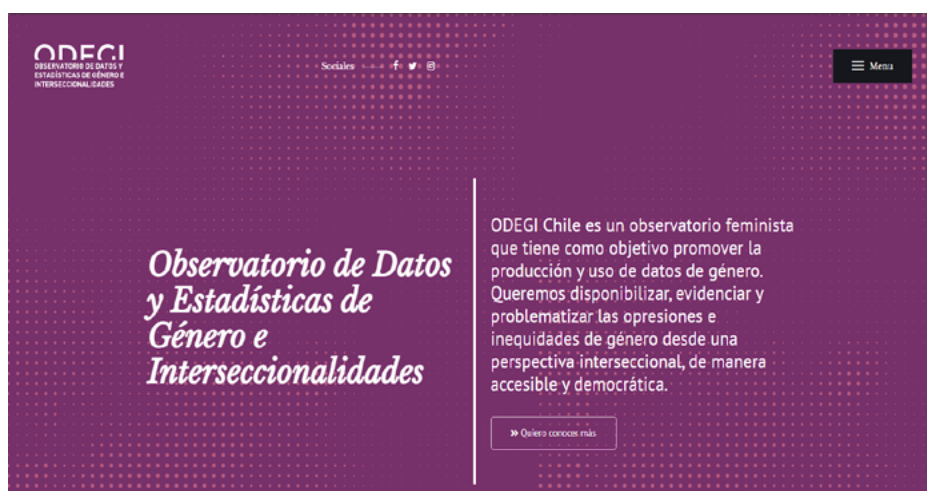 ODEGI
OBSERVATORIO DE DATOS Y
ESTADÍSTICAS DE GÉNERO E
INTERSECCIONALIDADES
Sociales
Menu
Observatorio de Datos
y Estadísticas de
Género e
Interseccionalidades
ODEGI Chile es un observatorio feminista
que tiene como objetivo promover la
producción y uso de datos de género.
Queremos disponibilizar, evidenciar y
problematizar las opresiones e
inequidades de género desde una
perspectiva interseccional, de manera
accesible y democrática.
» Quiero conoces más